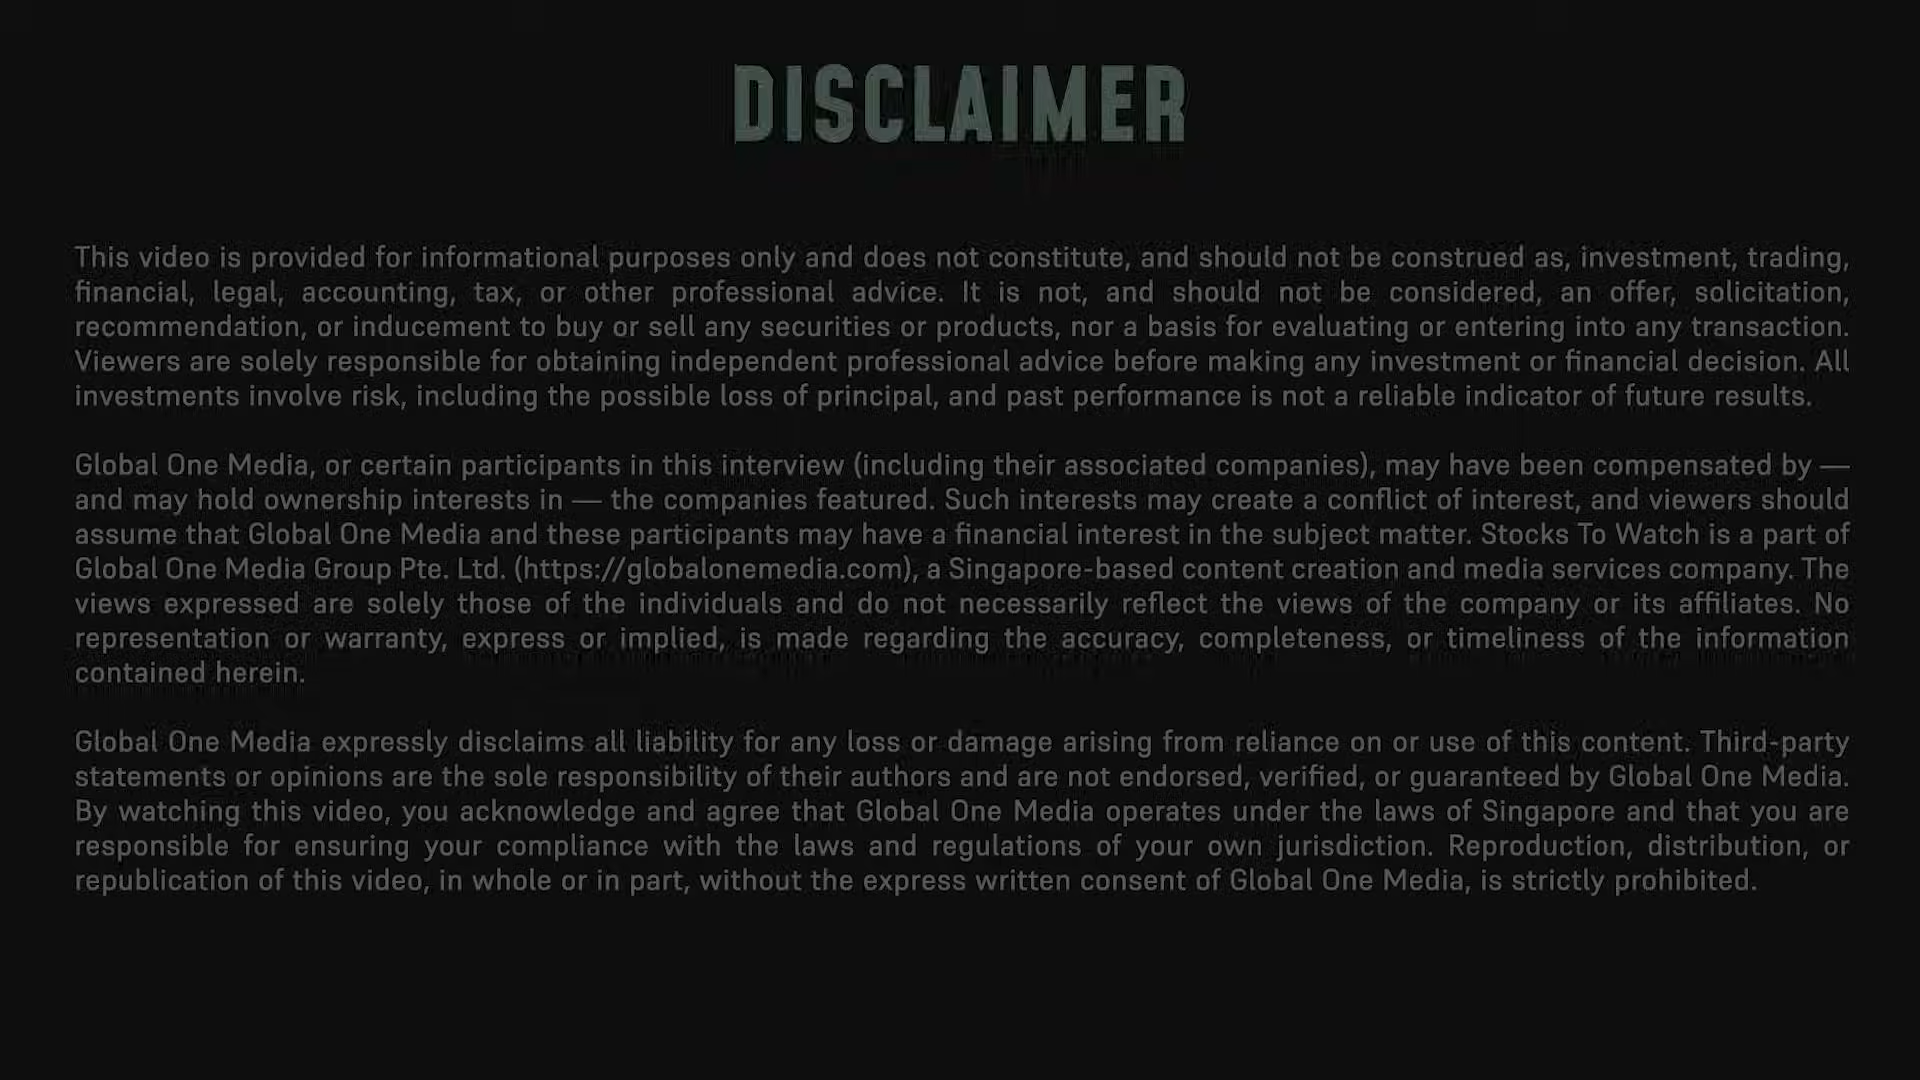 DISCLAIMER
This video is provided for informational purposes only and does not constitute, and should not be construed as, investment, trading,
financial, legal, accounting, tax, or other professional advice. It is not, and should not be considered, an offer, solicitation,
recommendation, or inducement to buy or sell any securities or products, nor a basis for evaluating or entering into any transaction.
Viewers are solely responsible for obtaining independent professional advice before making any investment or financial decision. All
investments involve risk, including the possible loss of principal, and past performance is not a reliable indicator of future results.
Global One Media, or certain participants in this interview (including their associated companies), may have been compensated by —
and may hold ownership interests in — the companies featured. Such interests may create a conflict of interest, and viewers should
assume that Global One Media and these participants may have a financial interest in the subject matter. Stocks To Watch is a part of
Global One Media Group Pte. Ltd. (https://globalonemedia.com), a Singapore-based content creation and media services company. The
views expressed are solely those of the individuals and do not necessarily reflect the views of the company or its affiliates. No
representation or warranty, express or implied, is made regarding the accuracy, completeness, or timeliness of the information
contained herein.
Global One Media expressly disclaims all liability for any loss or damage arising from reliance on or use of this content. Third-party
statements or opinions are the sole responsibility of their authors and are not endorsed, verified, or guaranteed by Global One Media.
By watching this video, you acknowledge and agree that Global One Media operates under the laws of Singapore and that you are
responsible for ensuring your compliance with the laws and regulations of your own jurisdiction. Reproduction, distribution, or
republication of this video, in whole or in part, without the express written consent of Global One Media, is strictly prohibited.